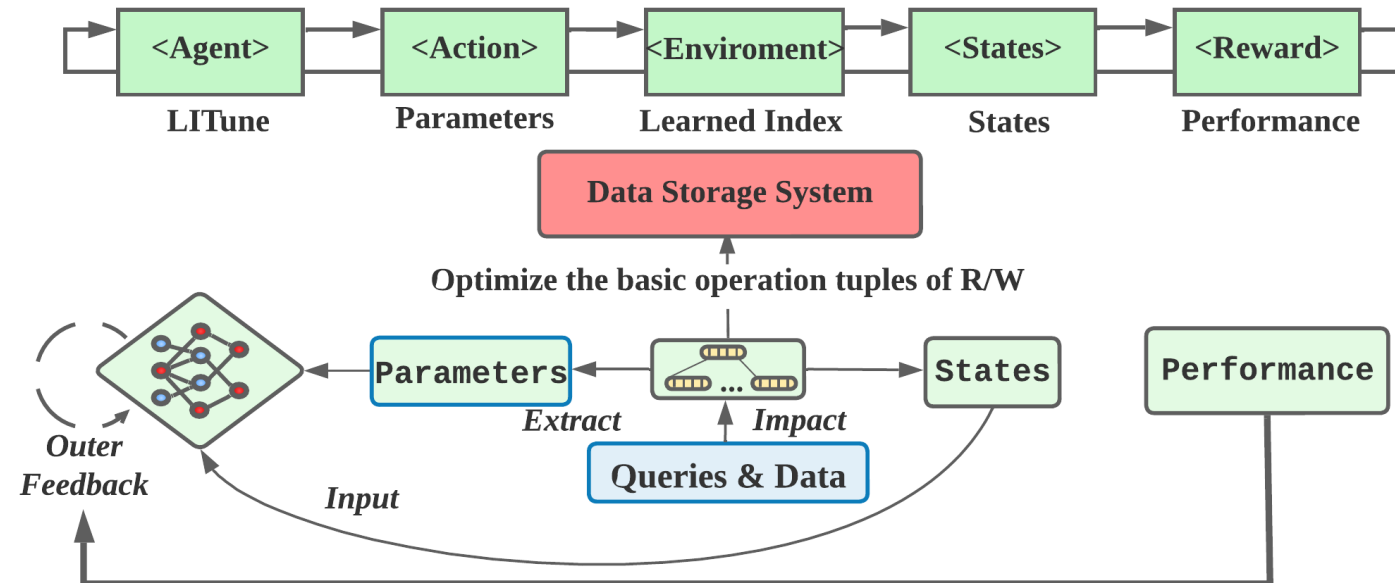 <Agent>
<Action>
<Enviroment>
<States>
<Reward>
LITune
Parameters
Learned Index
States
Performance
Data Storage System
Optimize the basic operation tuples of R/W
Parameters
...
States
Performance
Extract
Impact
Outer
Feedback
Queries & Data
Input